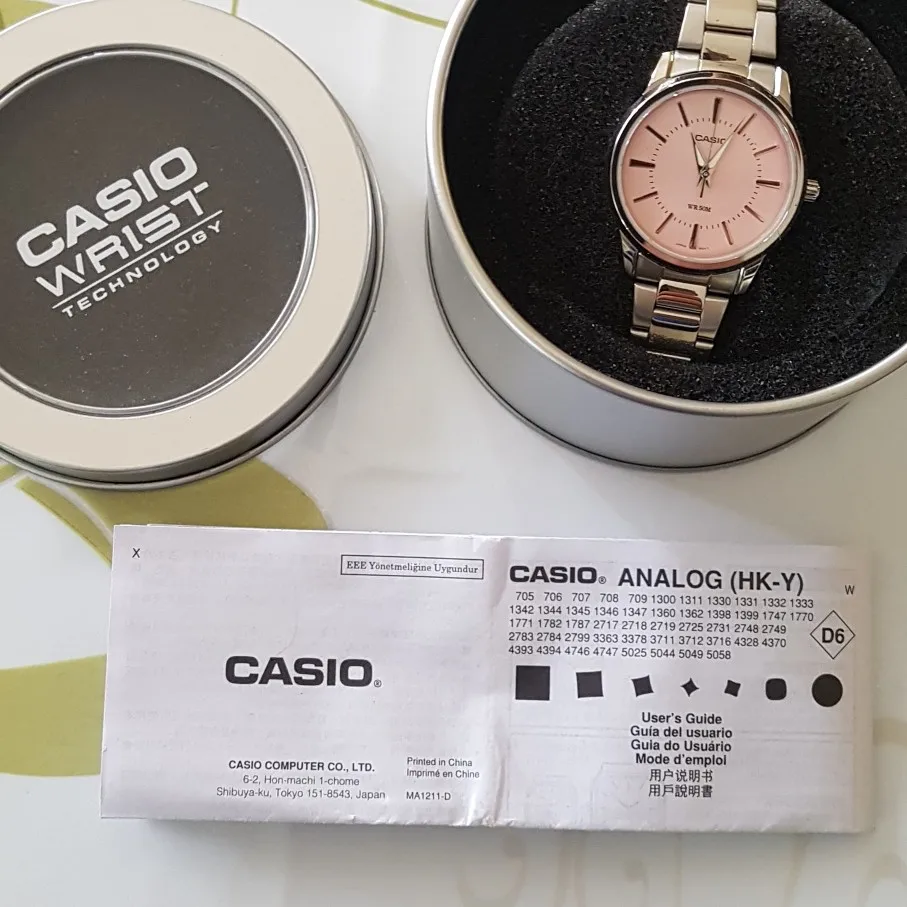 CASIO
WRIST
TECHNOLOGY
CASIO
WR50M
X
EEE Yönetmeliğine Uygundur
CASIO®
CASIO COMPUTER CO., LTD.
6-2, Hon-machi 1-chome
Shibuya-ku, Tokyo 151-8543, Japan
Printed in China
Imprimé en Chine
MA1211-D
CASIO® ANALOG (HK-Y)
W
705 706 707 708 709 1300 1311 1330 1331 1332 1333
1342 1344 1345 1346 1347 1360 1362 1398 1399 1747 1770
1771 1782 1787 2717 2718 2719 2725 2731 2748 2749
2783 2784 2799 3363 3378 3711 3712 3716 4328 4370
4393 4394 4746 4747 5025 5044 5049 5058
D6
User's Guide
Guía del usuario
Guia do Usuário
Mode d'emploi
用户说明书
用戶說明書